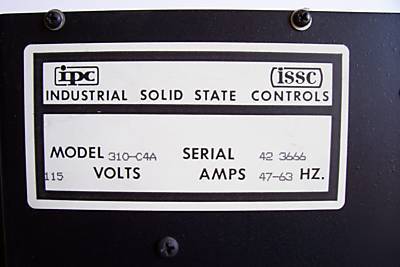 ipc issc
INDUSTRIAL SOLID STATE CONTROLS
MODEL 310-C4A SERIAL 42 3666
115 VOLTS AMPS 47-63 HZ.